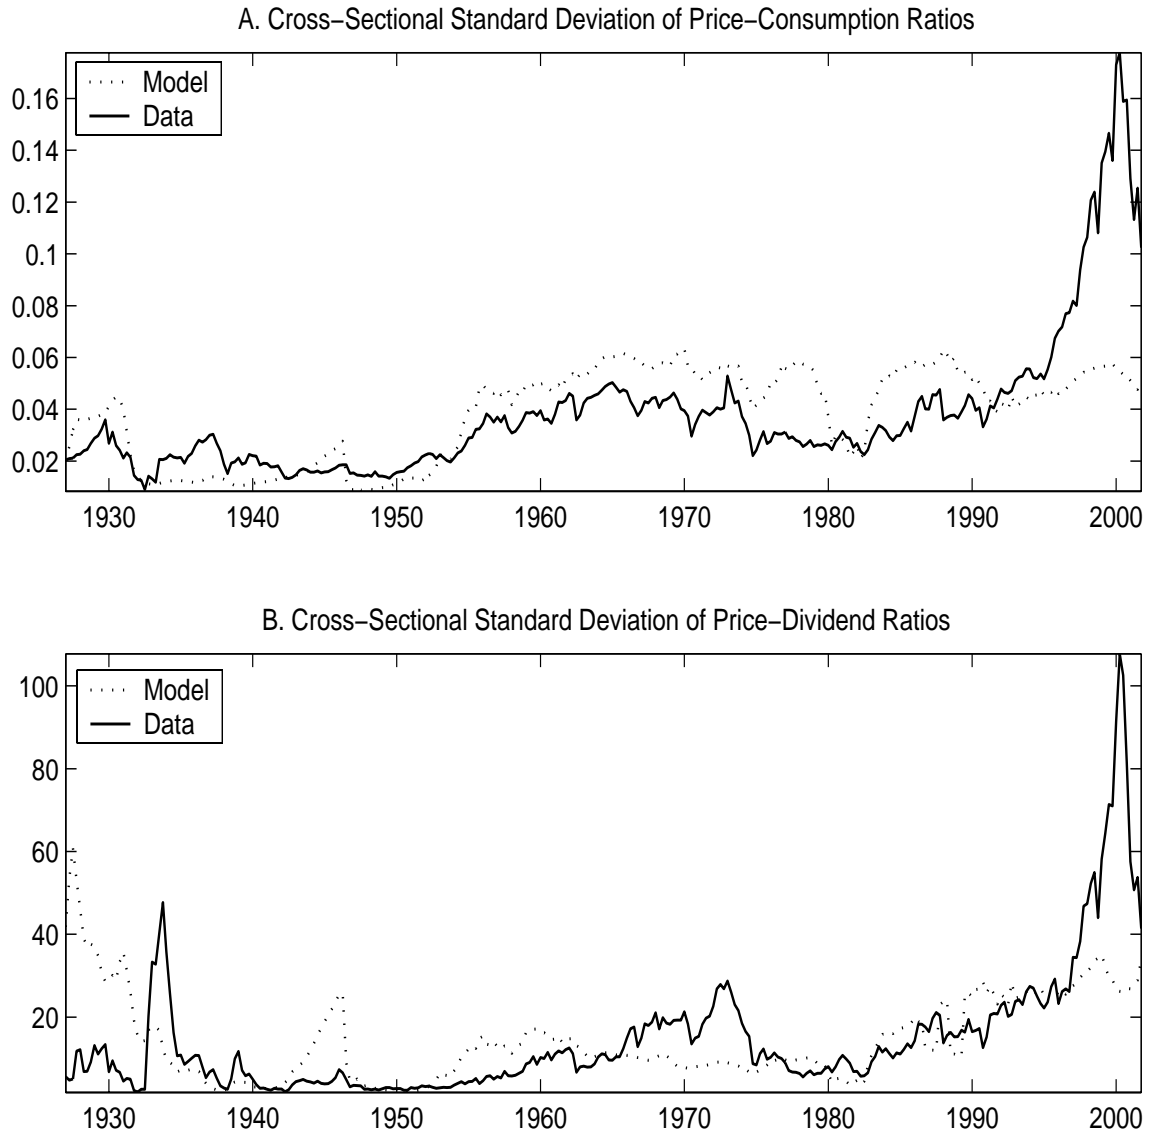 A. Cross–Sectional Standard Deviation of Price–Consumption Ratios
Model
Data
0.16
0.14
0.12
0.1
0.08
0.06
0.04
0.02
1930 1940 1950 1960 1970 1980 1990 2000
B. Cross–Sectional Standard Deviation of Price–Dividend Ratios
Model
Data
100
80
60
40
20
1930 1940 1950 1960 1970 1980 1990 2000